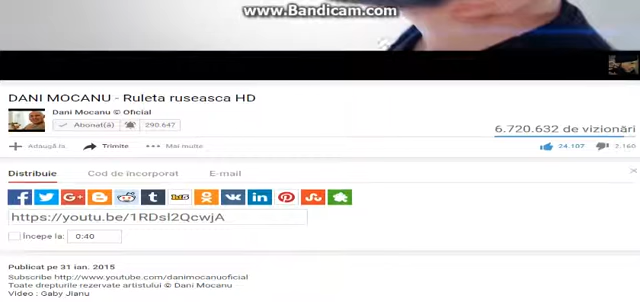 www.Bandicam.com
DANI MOCANU - Ruleta ruseasca HD
Dani Mocanu © Oficial
Abonat(ă) 290.647
6.720.632 de vizionări
Adaugă la Trimite Mai multe 24.107 2.160
Distribuie Cod de încorporat E-mail
https://youtu.be/1RDsl2QcwjA
Începe la: 0:40
Publicat pe 31 ian. 2015
Subscribe http://www.youtube.com/danimocanuoficial
Toate drepturile rezervate artistului © Dani Mocanu
Video : Gaby Jianu